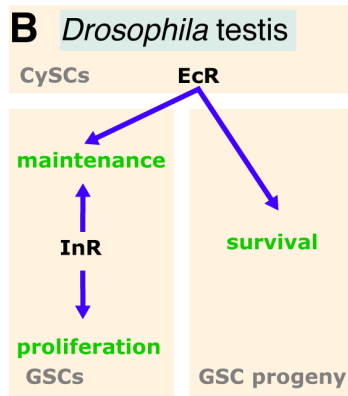 B Drosophila testis
CySCs EcR
maintenance
InR
survival
proliferation
GSCs
GSC progeny